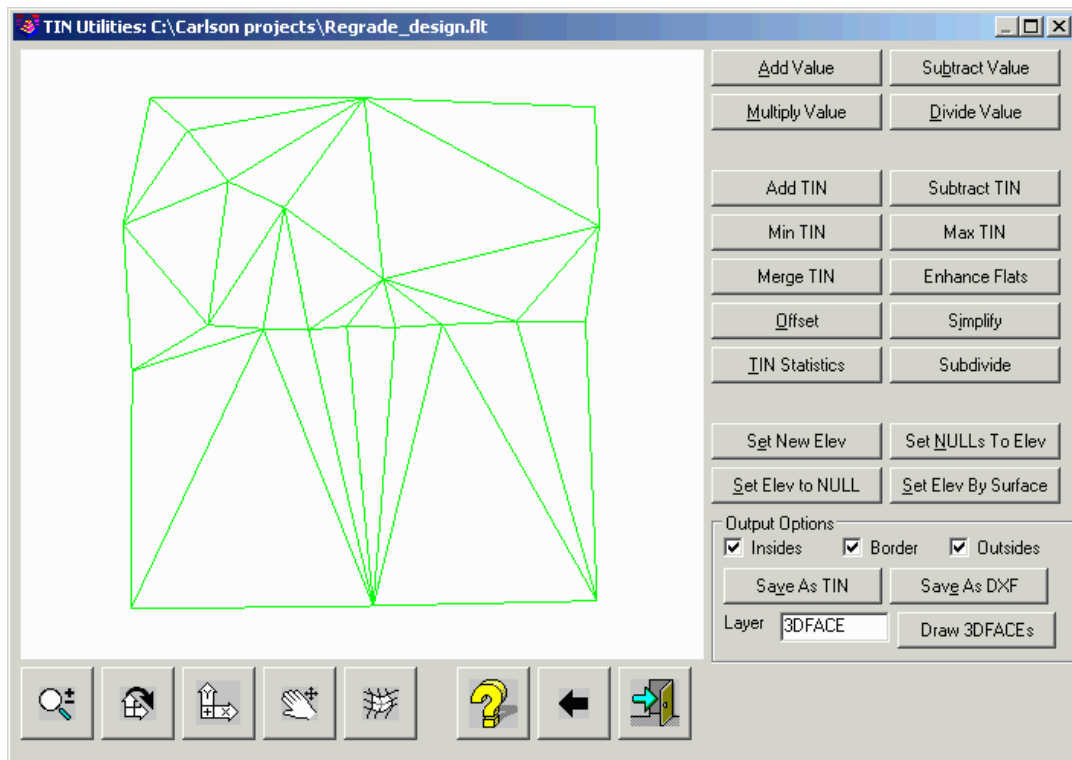 TIN Utilities: C:\Carlson projects\Regrade_design.flt
Add Value Subtract Value
Multiply Value Divide Value
Add TIN Subtract TIN
Min TIN Max TIN
Merge TIN Enhance Flats
Offset Simplify
TIN Statistics Subdivide
Set New Elev Set NULLs To Elev
Set Elev to NULL Set Elev By Surface
Output Options
Insides Border Outsides
Save As TIN Save As DXF
Layer 3DFACE Draw 3DFACEs
Y
X